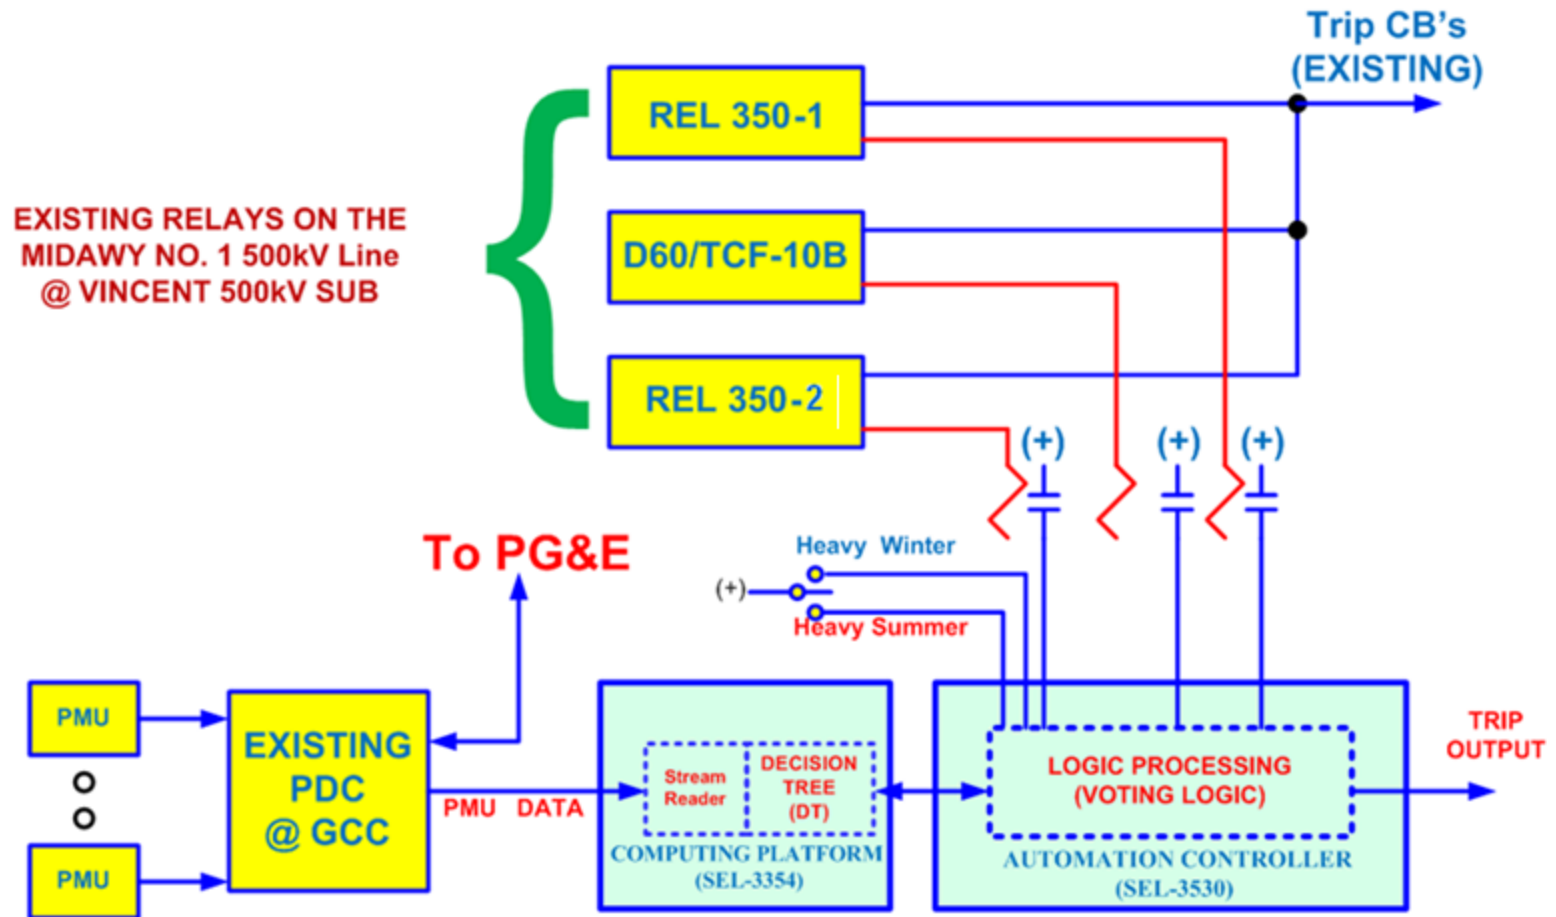 Trip CB's
(EXISTING)
REL 350-1
EXISTING RELAYS ON THE
MIDAWY NO. 1 500kV Line
@ VINCENT 500kV SUB
D60/TCF-10B
REL 350-2
(+)
(+)
(+)
To PG&E
Heavy Winter
(+)
Heavy Summer
PMU
EXISTING
PDC
@ GCC
PMU
PMU DATA
Stream
Reader
DECISION
TREE
(DT)
COMPUTING PLATFORM
(SEL-3354)
LOGIC PROCESSING
(VOTING LOGIC)
AUTOMATION CONTROLLER
(SEL-3530)
TRIP
OUTPUT